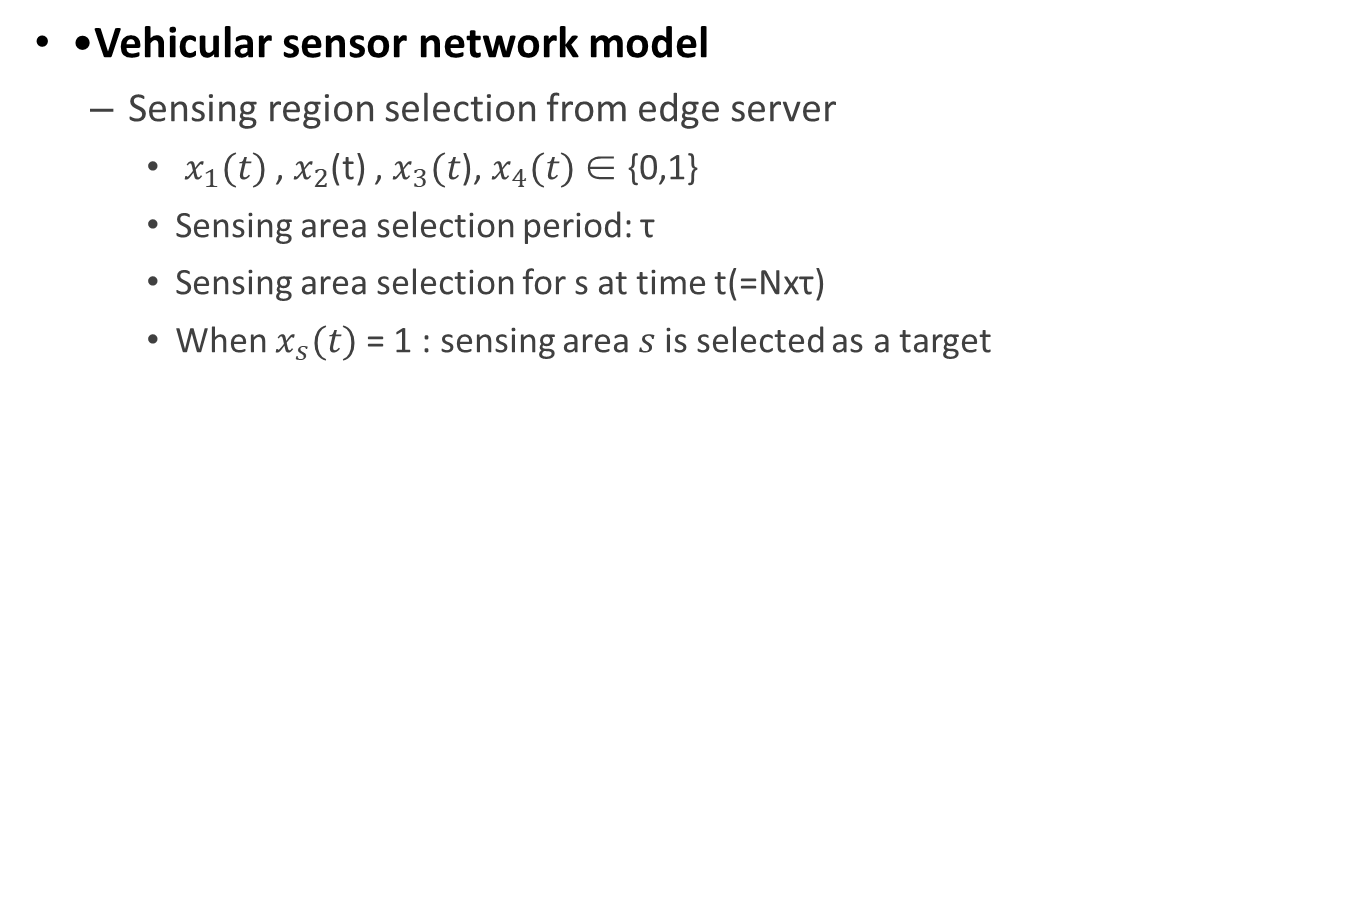 • •Vehicular sensor network model
– Sensing region selection from edge server
• 𝑥₁(𝑡) , 𝑥₂(t) , 𝑥₃(𝑡), 𝑥₄(𝑡) ∈ {0,1}
• Sensing area selection period: τ
• Sensing area selection for s at time t(=Nxτ)
• When 𝑥ₛ(𝑡) = 1 : sensing area 𝑠 is selected as a target